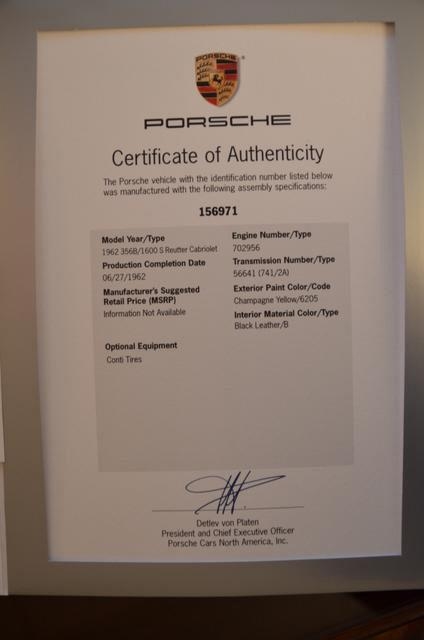 PORSCHE
PORSCHE
Certificate of Authenticity
The Porsche vehicle with the identification number listed below
was manufactured with the following assembly specifications:
156971
Model Year/Type
1962 356B/1600 S Reutter Cabriolet
Production Completion Date
06/27/1962
Manufacturer's Suggested
Retail Price (MSRP)
Information Not Available
Optional Equipment
Conti Tires
Engine Number/Type
702956
Transmission Number/Type
56641 (741/2A)
Exterior Paint Color/Code
Champagne Yellow/6205
Interior Material Color/Type
Black Leather/B
Detlev von Platen
President and Chief Executive Officer
Porsche Cars North America, Inc.